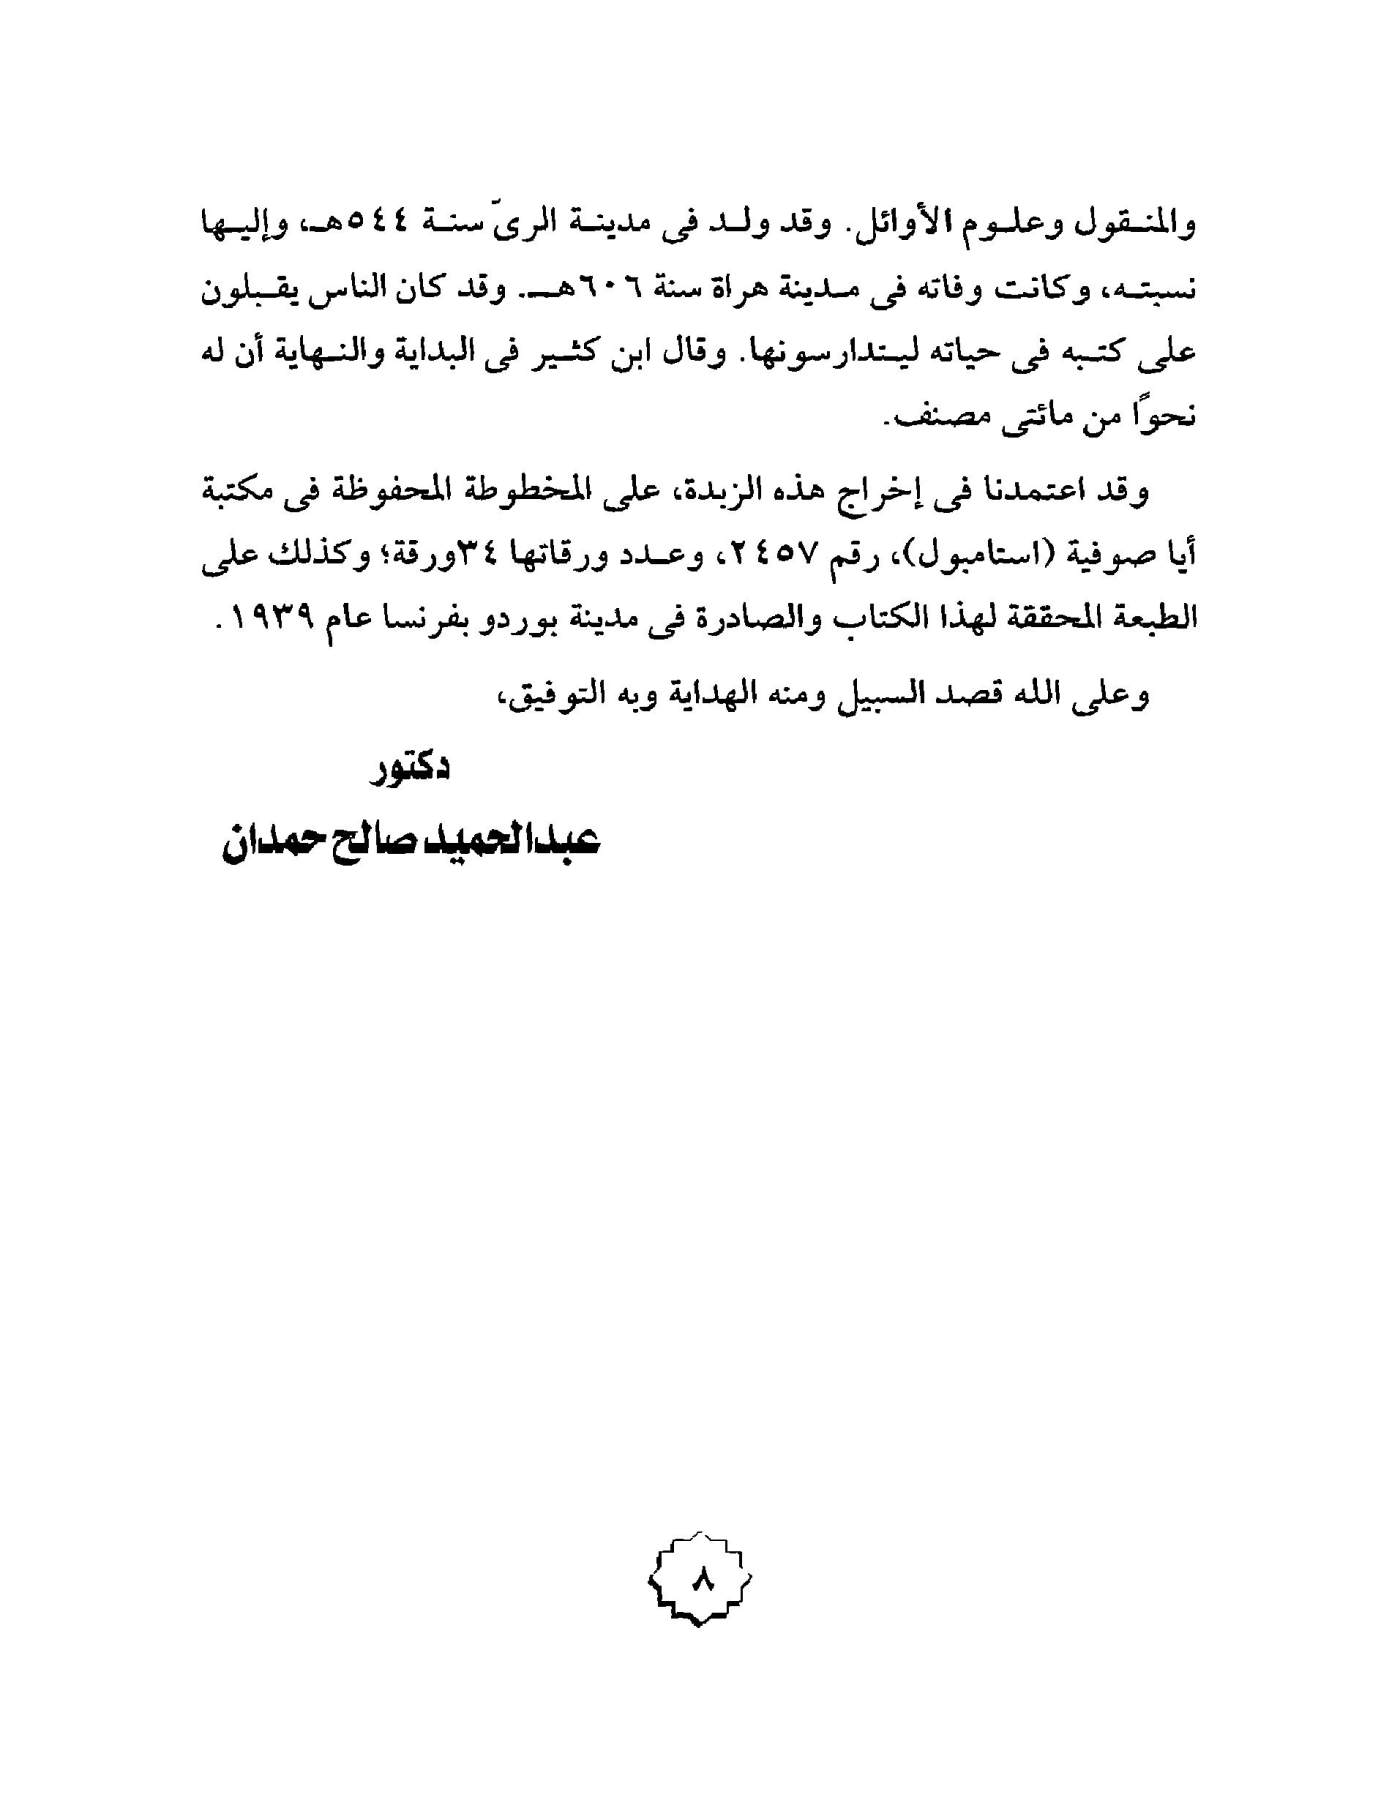 والمنقول وعلوم الأوائل. وقد ولد فى مدينة الرىّ سنة ٥٤٤هـ، وإليها
نسبته، وكانت وفاته فى مدينة هراة سنة ٦٠٦هـ. وقد كان الناس يقبلون
على كتبه فى حياته ليتدارسونها. وقال ابن كثير فى البداية والنهاية أن له
نحوًا من مائتى مصنف.
وقد اعتمدنا فى إخراج هذه الزبدة، على المخطوطة المحفوظة فى مكتبة
أيا صوفية (استامبول)، رقم ٢٤٥٧، وعدد ورقاتها ٣٤ورقة؛ وكذلك على
الطبعة المحققة لهذا الكتاب والصادرة فى مدينة بوردو بفرنسا عام ١٩٣٩.
وعلى الله قصد السبيل ومنه الهداية وبه التوفيق،
دكتور
عبدالحميد صالح حمدان
٨